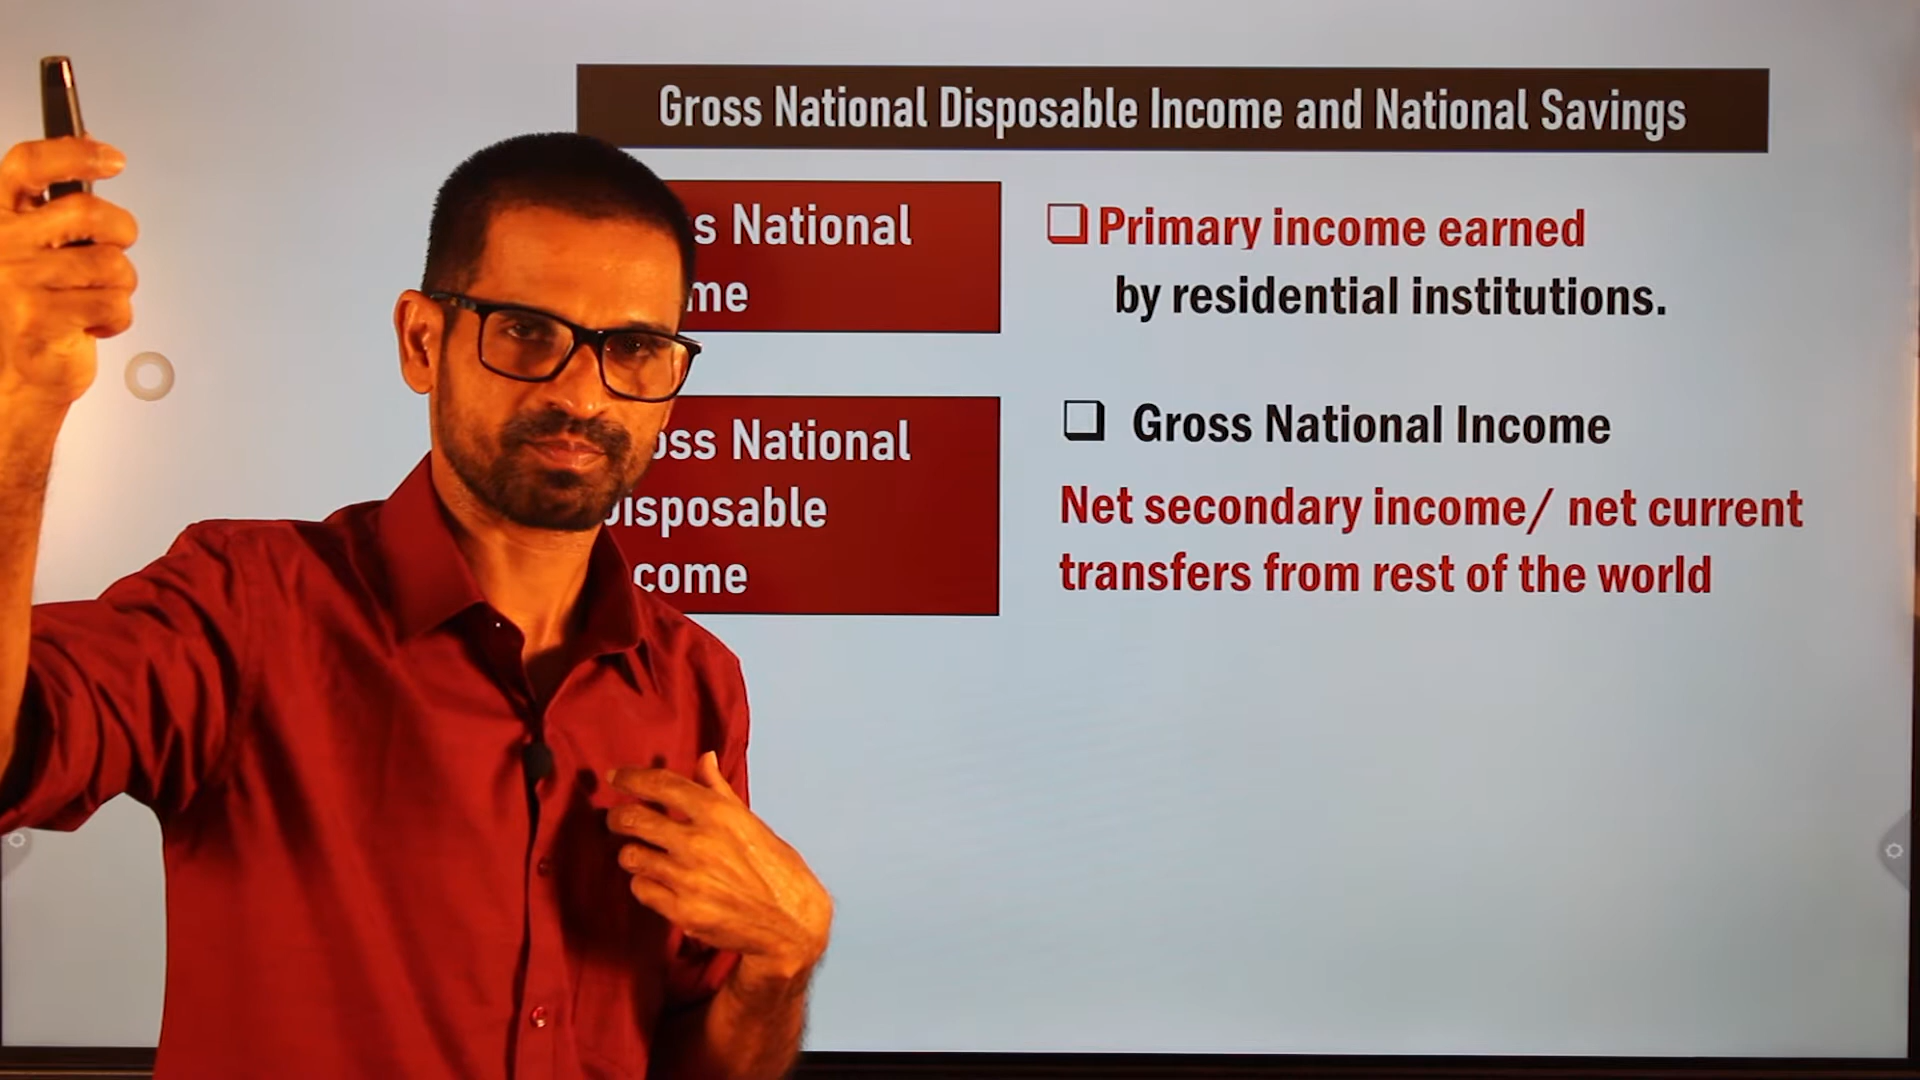 Gross National Disposable Income and National Savings
s National
me
Primary income earned
by residential institutions.
oss National
isposable
come
Gross National Income
Net secondary income/ net current
transfers from rest of the world